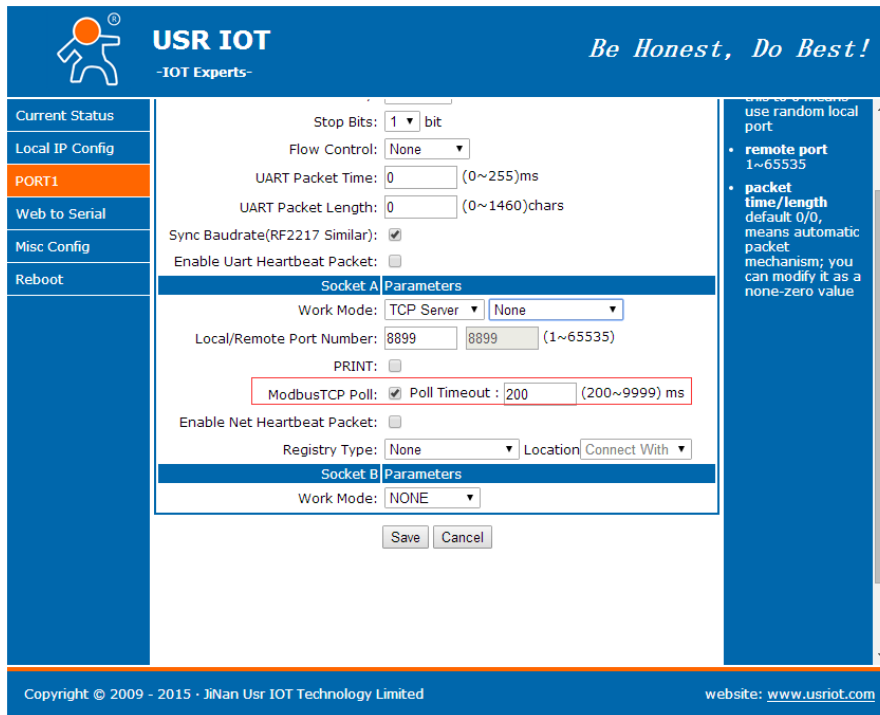 ®
USR IOT
-IOT Experts-
Be Honest, Do Best!
Current Status
Local IP Config
PORT1
Web to Serial
Misc Config
Reboot
Stop Bits: 1 bit
Flow Control: None
UART Packet Time: 0 (0~255)ms
UART Packet Length: 0 (0~1460)chars
Sync Baudrate(RF2217 Similar):
Enable Uart Heartbeat Packet:
Socket A Parameters
Work Mode: TCP Server None
Local/Remote Port Number: 8899 8899 (1~65535)
PRINT:
ModbusTCP Poll: Poll Timeout : 200 (200~9999) ms
Enable Net Heartbeat Packet:
Registry Type: None Location Connect With
Socket B Parameters
Work Mode: NONE
Save Cancel
this to 0 means
use random local
port
• remote port
1~65535
• packet
time/length
default 0/0,
means automatic
packet
mechanism; you
can modify it as a
none-zero value
Copyright © 2009 - 2015 · JiNan Usr IOT Technology Limited
website: www.usriot.com